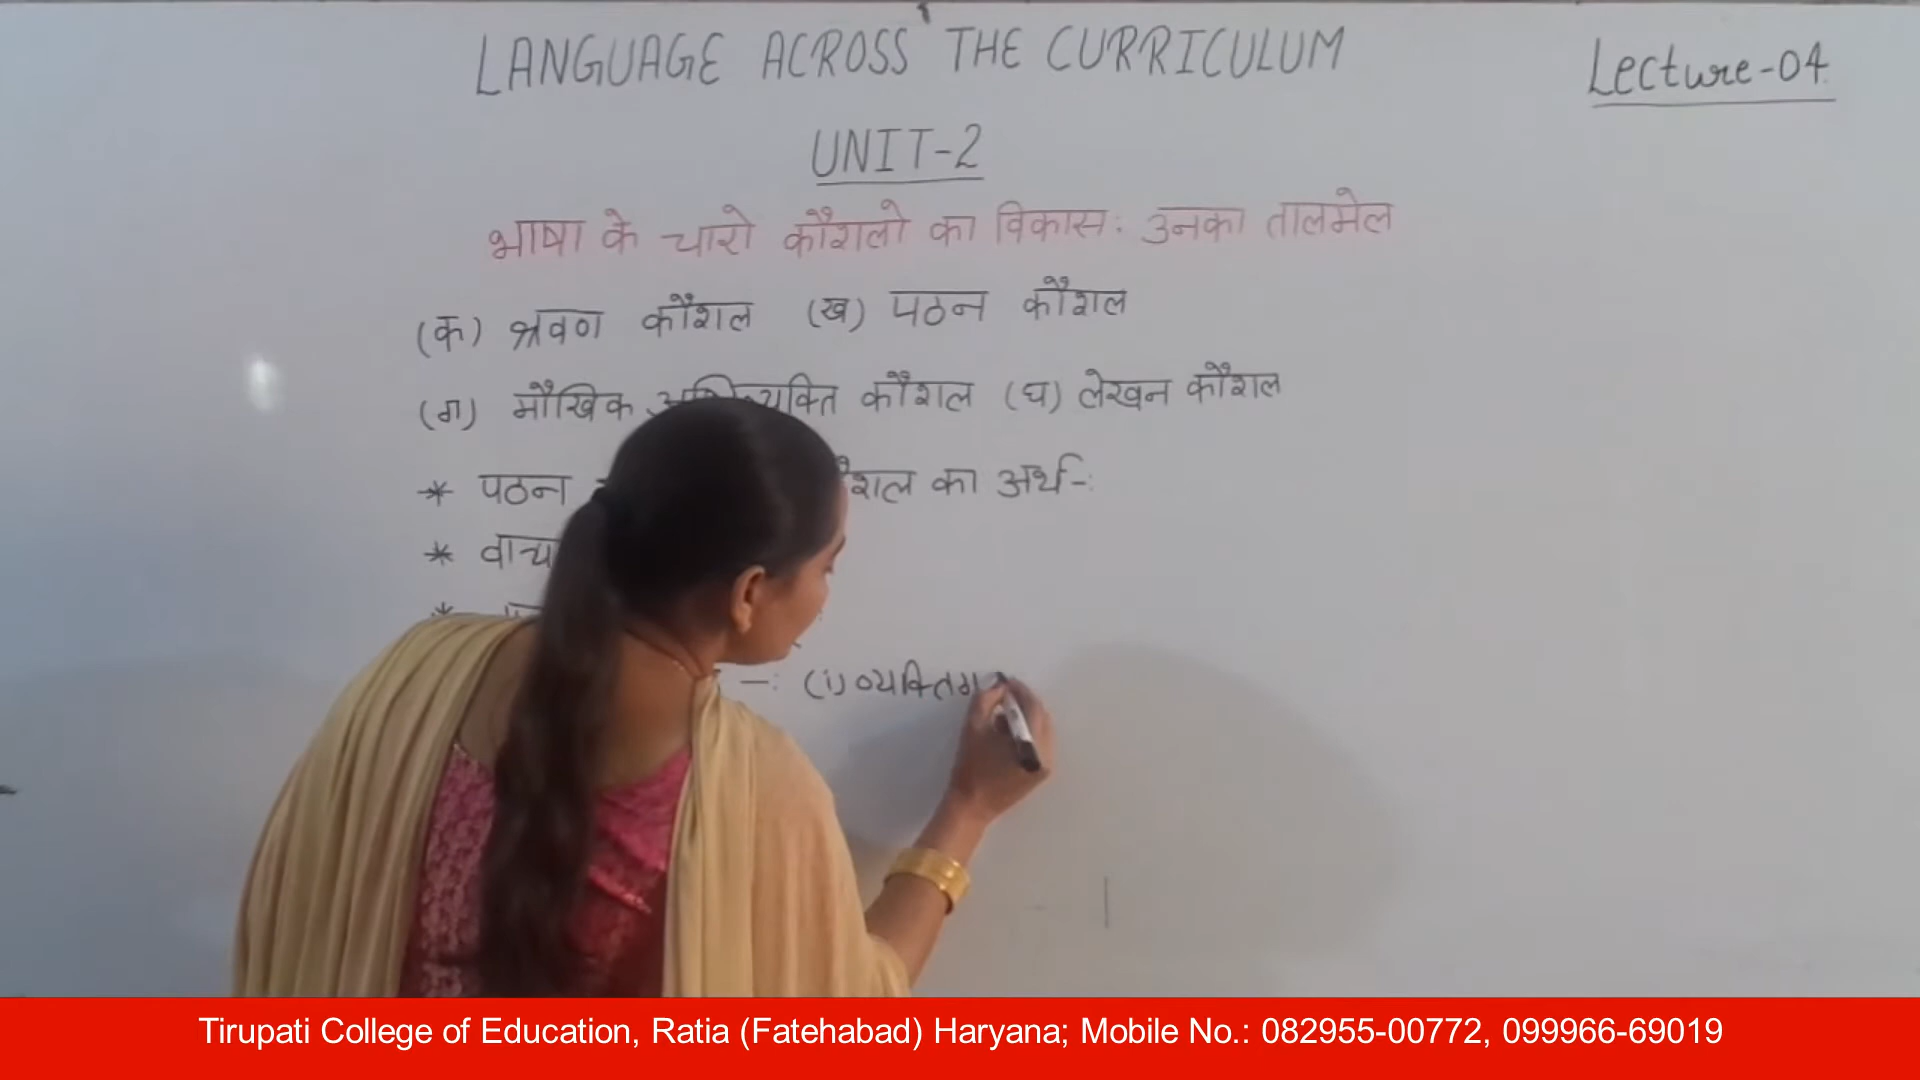 LANGUAGE ACROSS THE CURRICULUM
Lecture-04
UNIT-2
भाषा के चारो कौशलो का विकास: उनका तालमेल
(क) श्रवण कौशल (ख) पठन कौशल
(ग) मौखिक अभिव्यक्ति कौशल (घ) लेखन कौशल
* पठन का अर्थ-:
*
*
-: (i) व्यक्तिग
Tirupati College of Education, Ratia (Fatehabad) Haryana; Mobile No.: 082955-00772, 099966-69019